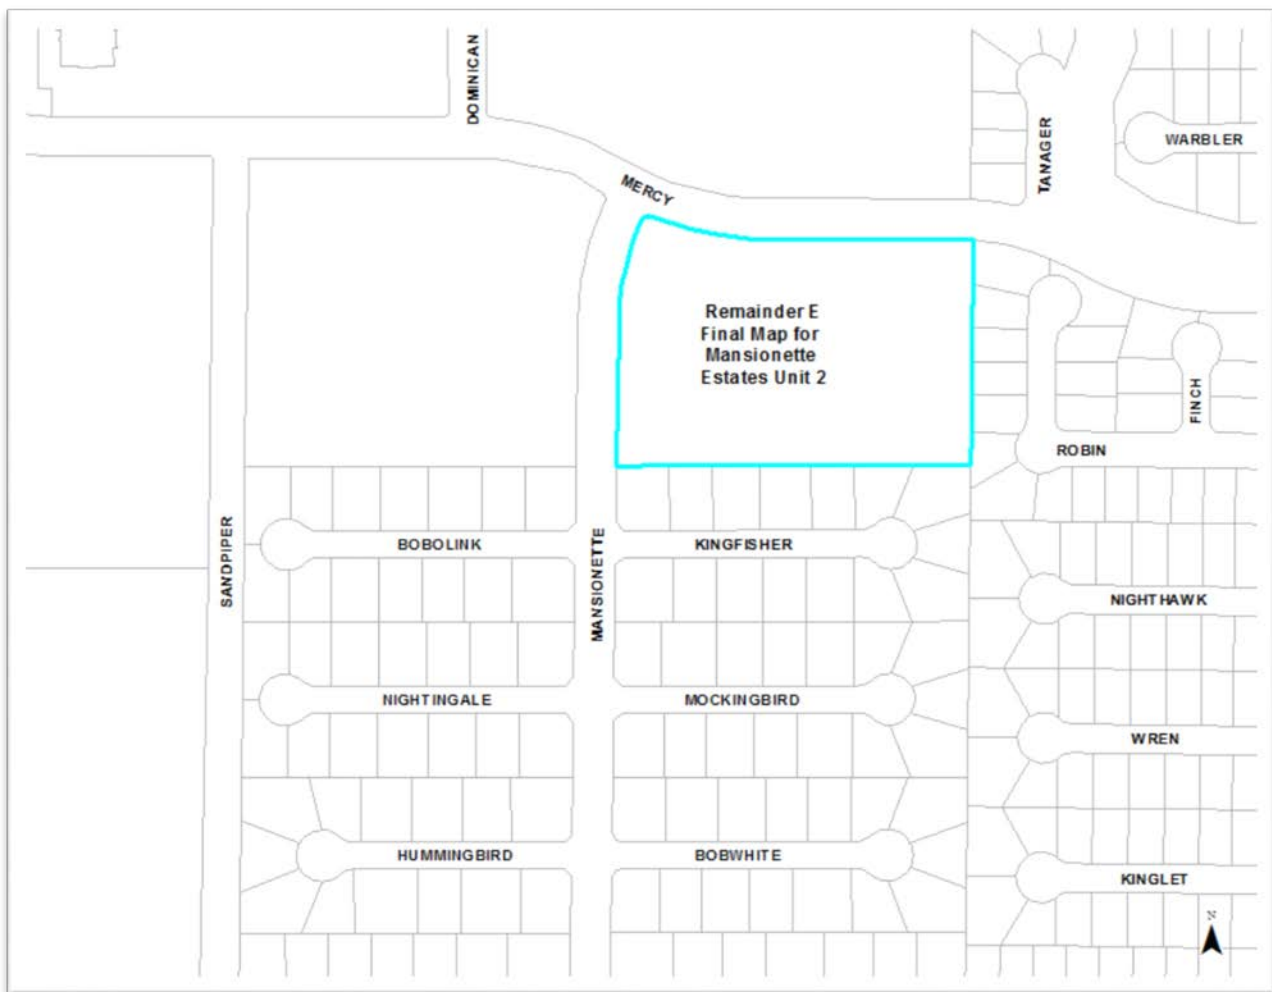 DOMINICAN
WARBLER
TANAGER
MERCY
Remainder E
Final Map for
Mansionette
Estates Unit 2
FINCH
ROBIN
SANDPIPER
BOBOLINK
MANSIONETTE
KINGFISHER
NIGHTHAWK
NIGHTINGALE
MOCKINGBIRD
WREN
HUMMINGBIRD
BOBWHITE
KINGLET
N